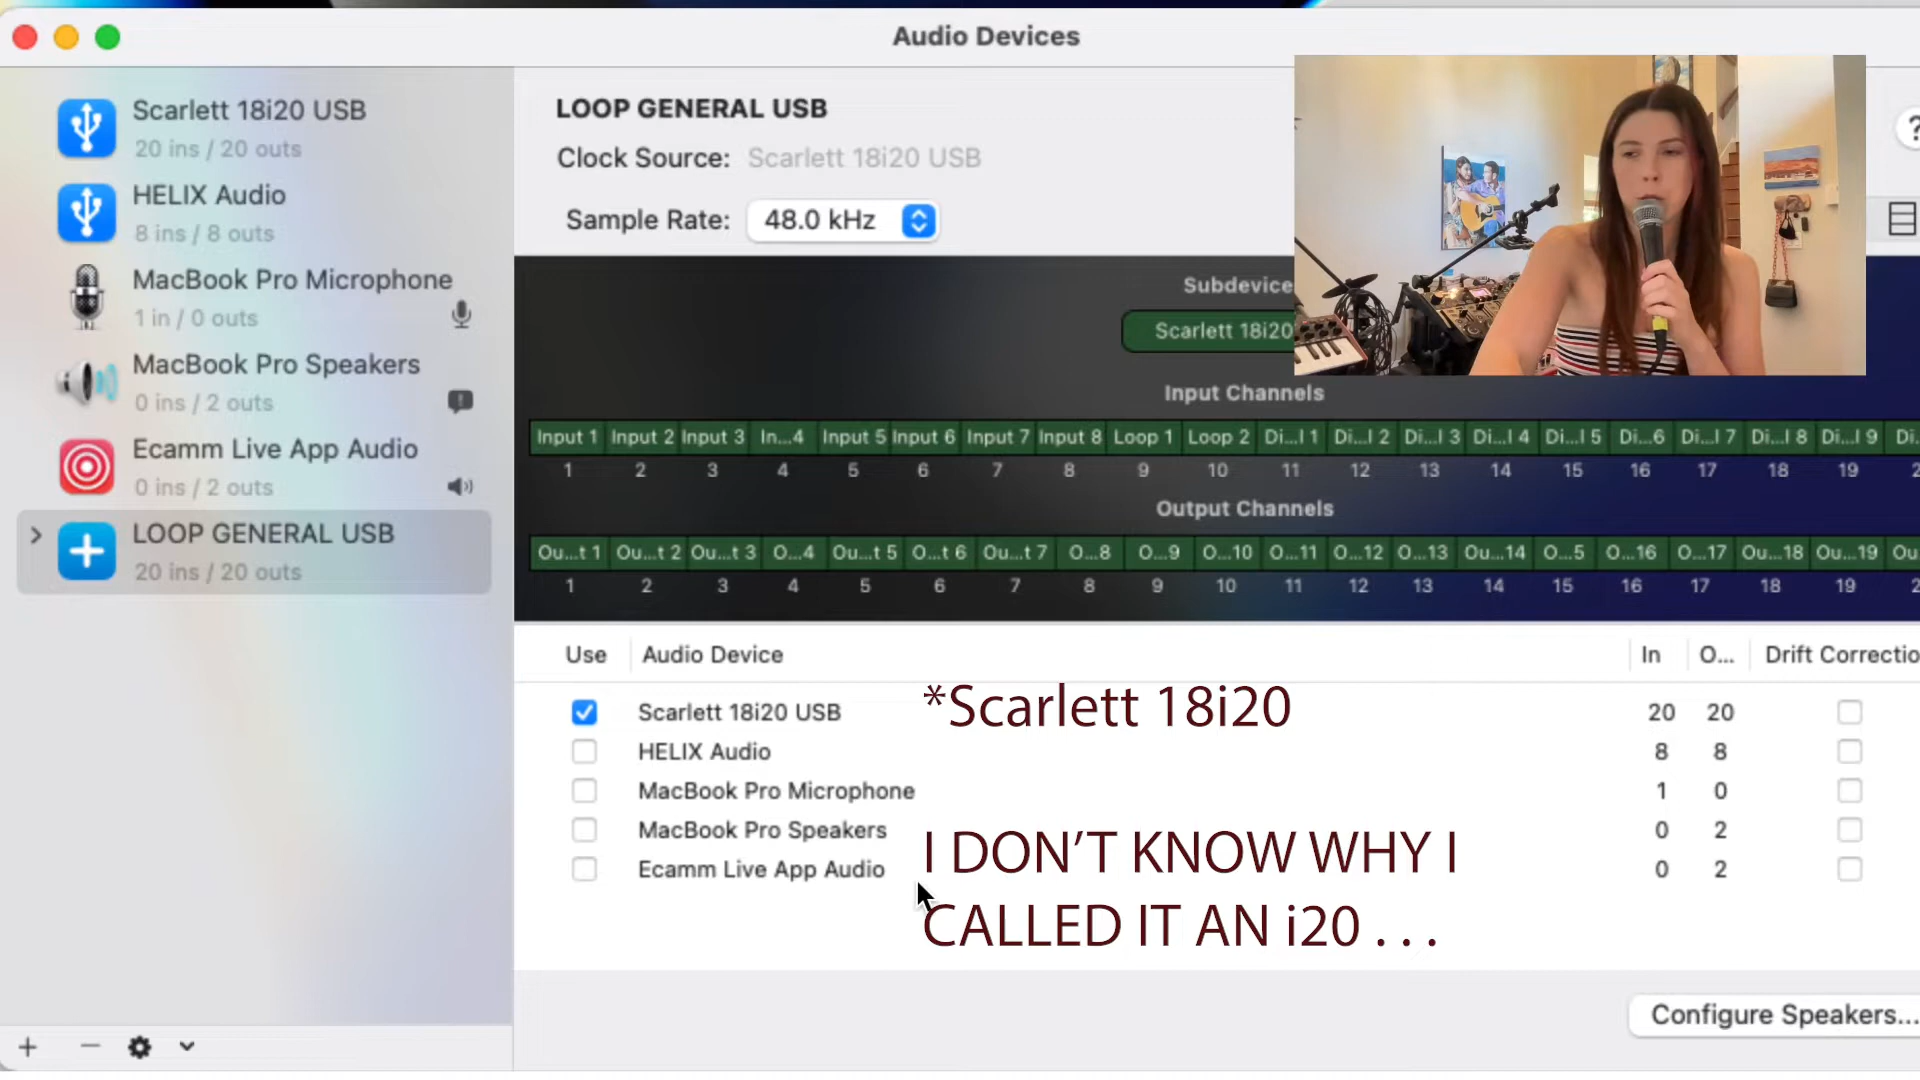 Audio Devices
Scarlett 18i20 USB
20 ins / 20 outs
HELIX Audio
8 ins / 8 outs
MacBook Pro Microphone
1 in / 0 outs
MacBook Pro Speakers
0 ins / 2 outs
Ecamm Live App Audio
0 ins / 2 outs
LOOP GENERAL USB
20 ins / 20 outs
LOOP GENERAL USB
Clock Source: Scarlett 18i20 USB
Sample Rate: 48.0 kHz
?
Subdevice
Scarlett 18i20
Input Channels
Input 1 Input 2 Input 3 In...4 Input 5 Input 6 Input 7 Input 8 Loop 1 Loop 2 Di...l 1 Di...l 2 Di...l 3 Di...l 4 Di...l 5 Di...6 Di...l 7 Di...l 8 Di...l 9 Di...
1 2 3 4 5 6 7 8 9 10 11 12 13 14 15 16 17 18 19 2
Output Channels
Ou...t 1 Ou...t 2 Ou...t 3 O...4 Ou...t 5 O...t 6 Ou...t 7 O...8 O...9 O...10 O...11 O...12 O...13 Ou...14 O...5 O...16 O...17 Ou...18 Ou...19 Ou
1 2 3 4 5 6 7 8 9 10 11 12 13 14 15 16 17 18 19 2
Use Audio Device In O... Drift Correctio
Scarlett 18i20 USB 20 20
HELIX Audio 8 8
MacBook Pro Microphone 1 0
MacBook Pro Speakers 0 2
Ecamm Live App Audio 0 2
*Scarlett 18i20
I DON'T KNOW WHY I
CALLED IT AN i20 . . .
Configure Speakers...